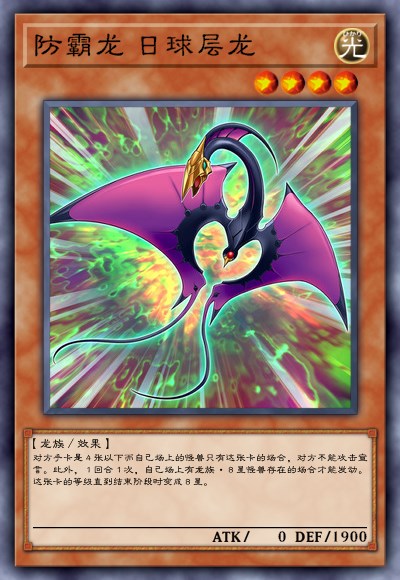 防霸龙 日球层龙
光
【龙族／效果】
对方手卡是4张以下而自己场上的怪兽只有这张卡的场合，对方不能攻击宣
言。此外，1回合1次，自己场上有龙族·8星怪兽存在的场合才能发动。
这张卡的等级直到结束阶段时变成8星。
ATK/ 0 DEF/1900